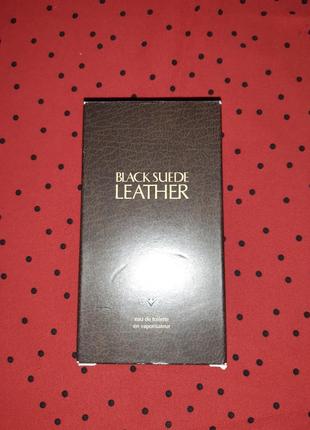 BLACK SUEDE
LEATHER
eau de toilette
en vaporisateur